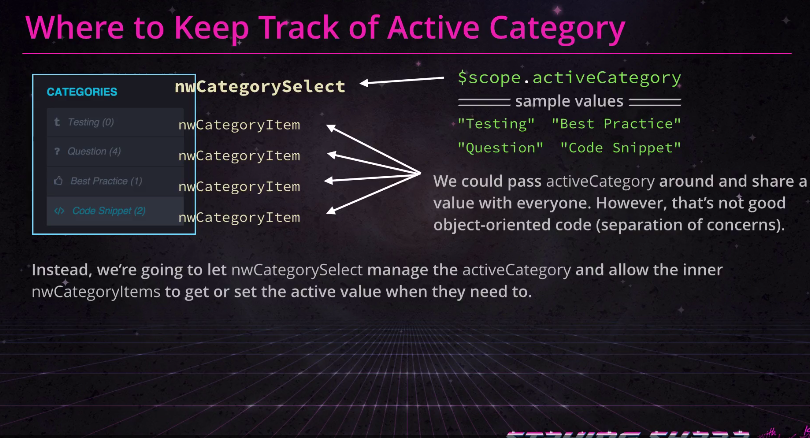 Where to Keep Track of Active Category
CATEGORIES
t Testing (0)
? Question (4)
Best Practice (1)
</> Code Snippet (2)
nwCategorySelect
nwCategoryItem
nwCategoryItem
nwCategoryItem
nwCategoryItem
$scope.activeCategory
sample values
"Testing" "Best Practice"
"Question" "Code Snippet"
We could pass activeCategory around and share a
value with everyone. However, that's not good
object-oriented code (separation of concerns).
Instead, we're going to let nwCategorySelect manage the activeCategory and allow the inner
nwCategoryItems to get or set the active value when they need to.